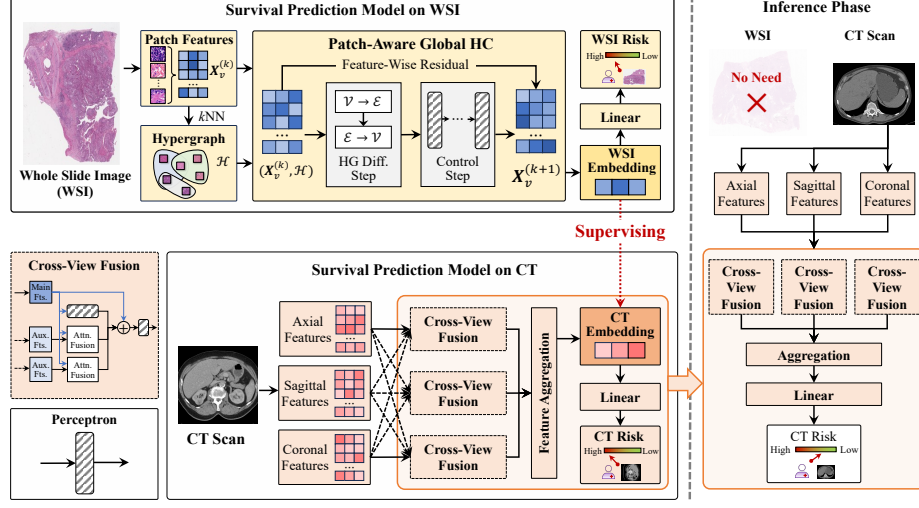 Survival Prediction Model on WSI
Whole Slide Image
(WSI)
Patch Features
X_v^(k)
...
kNN
Hypergraph
ℋ
Patch-Aware Global HC
Feature-Wise Residual
...
(X_v^(k), ℋ)
𝒱 → ℰ
ℰ → 𝒱
HG Diff.
Step
...
Control
Step
...
X_v^(k+1)
WSI Risk
High
Low
Linear
WSI
Embedding
Supervising
Cross-View Fusion
Main
Fts.
Aux.
Fts.
Attn.
Fusion
Aux.
Fts.
Attn.
Fusion
Perceptron
Survival Prediction Model on CT
CT Scan
Axial
Features
...
Sagittal
Features
...
Coronal
Features
...
Cross-View
Fusion
Cross-View
Fusion
Cross-View
Fusion
Feature Aggregation
CT
Embedding
Linear
CT Risk
High
Low
Inference Phase
WSI
CT Scan
No Need
Axial
Features
Sagittal
Features
Coronal
Features
Cross-
View
Fusion
Cross-
View
Fusion
Cross-
View
Fusion
Aggregation
Linear
CT Risk
High
Low